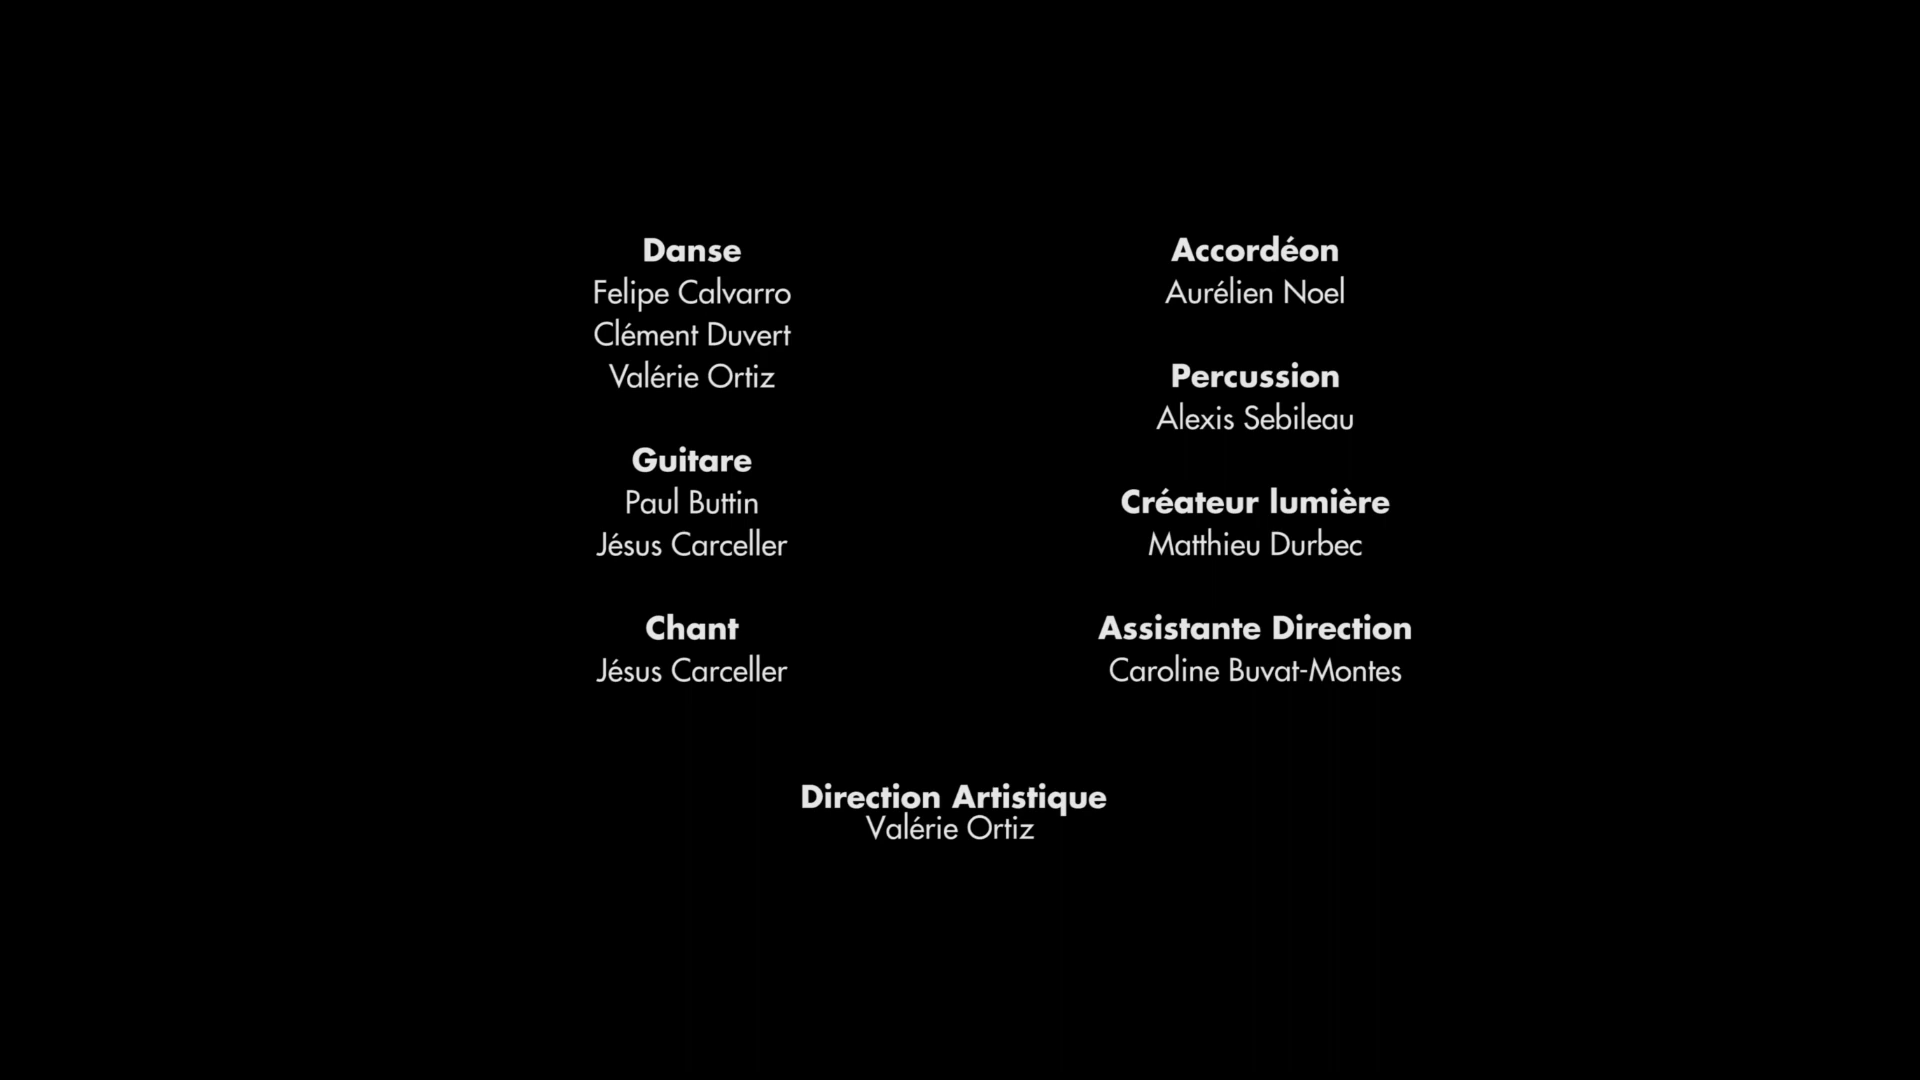 Danse
Felipe Calvarro
Clément Duvert
Valérie Ortiz
Guitare
Paul Buttin
Jésus Carceller
Chant
Jésus Carceller
Accordéon
Aurélien Noel
Percussion
Alexis Sebileau
Créateur lumière
Matthieu Durbec
Assistante Direction
Caroline Buvat-Montes
Direction Artistique
Valérie Ortiz